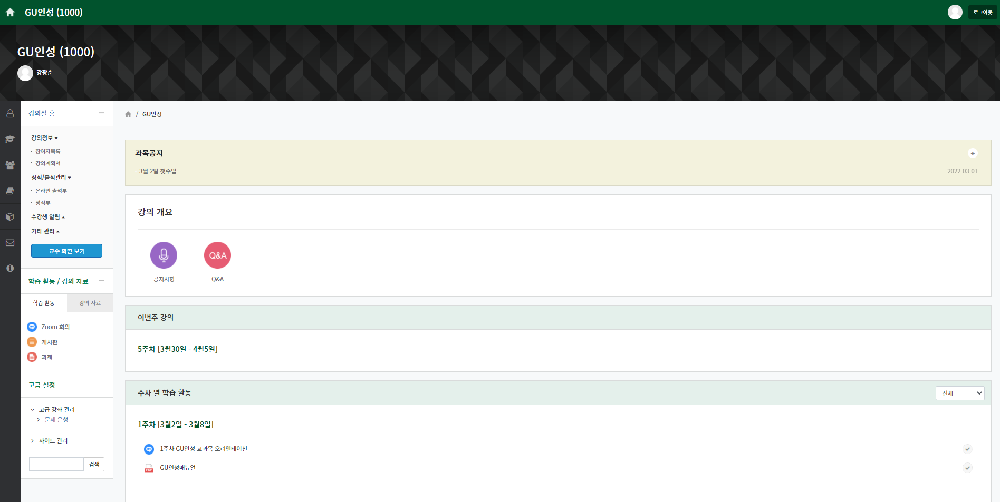 GU인성 (1000)
로그아웃
GU인성 (1000)
강광순
강의실 홈
강의정보
참여자목록
강의계획서
성적/출석관리
온라인 출석부
성적부
수강생 알림
기타 관리
교수 화면 보기
학습 활동 / 강의 자료
학습 활동
강의 자료
Zoom 회의
게시판
과제
고급 설정
고급 강좌 관리
문제 은행
사이트 관리
검색
/ GU인성
과목공지
3월 2일 첫수업
2022-03-01
강의 개요
Q&A
공지사항
Q&A
이번주 강의
5주차 [3월30일 - 4월5일]
주차 별 학습 활동
전체
1주차 [3월2일 - 3월8일]
1주차 GU인성 교과목 오리엔테이션
PDF
GU인성매뉴얼